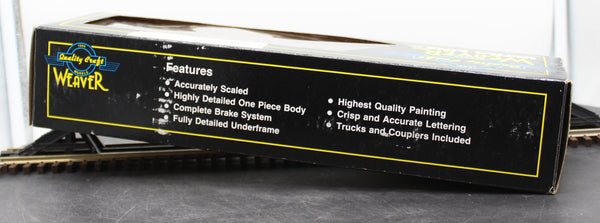 Quality Craft
MODELS
WEAVER
Features
• Accurately Scaled
• Highly Detailed One Piece Body
• Complete Brake System
• Fully Detailed Underframe
• Highest Quality Painting
• Crisp and Accurate Lettering
• Trucks and Couplers Included